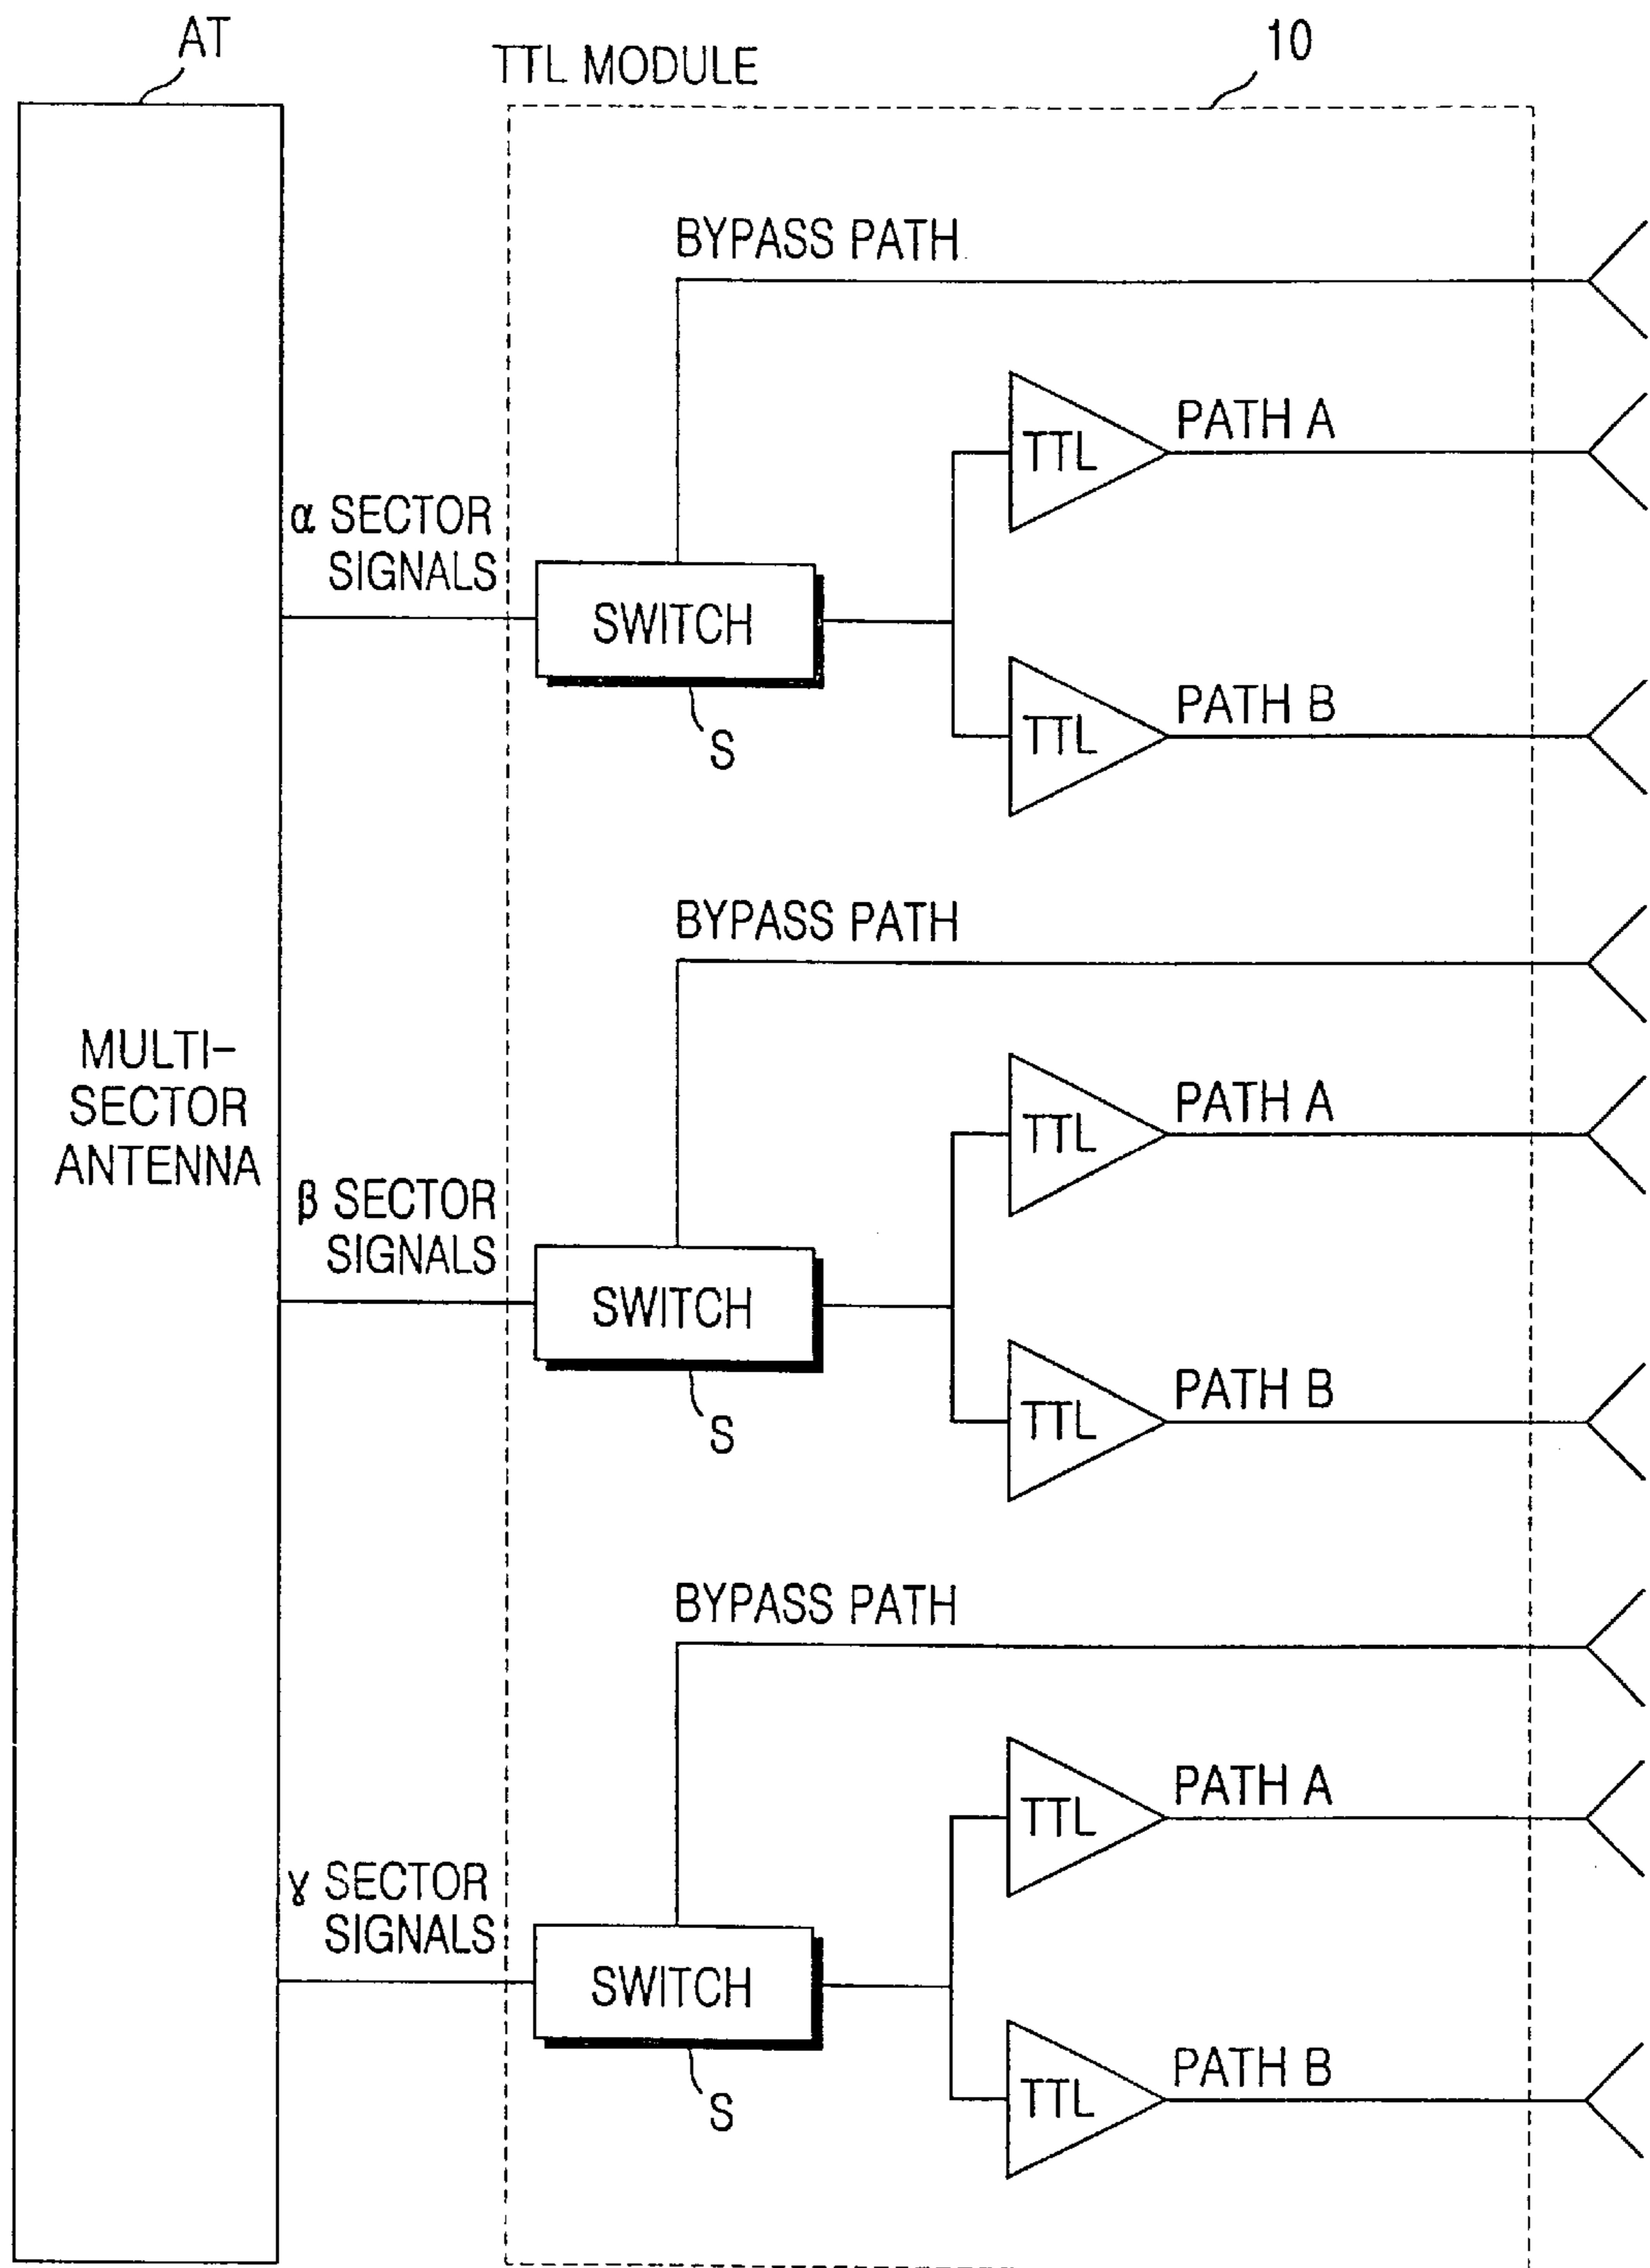 AT
TTL MODULE
10
BYPASS PATH
TTL
PATH A
α SECTOR
SIGNALS
SWITCH
S
TTL
PATH B
BYPASS PATH
MULTI-
SECTOR
ANTENNA
TTL
PATH A
β SECTOR
SIGNALS
SWITCH
S
TTL
PATH B
BYPASS PATH
TTL
PATH A
γ SECTOR
SIGNALS
SWITCH
S
TTL
PATH B